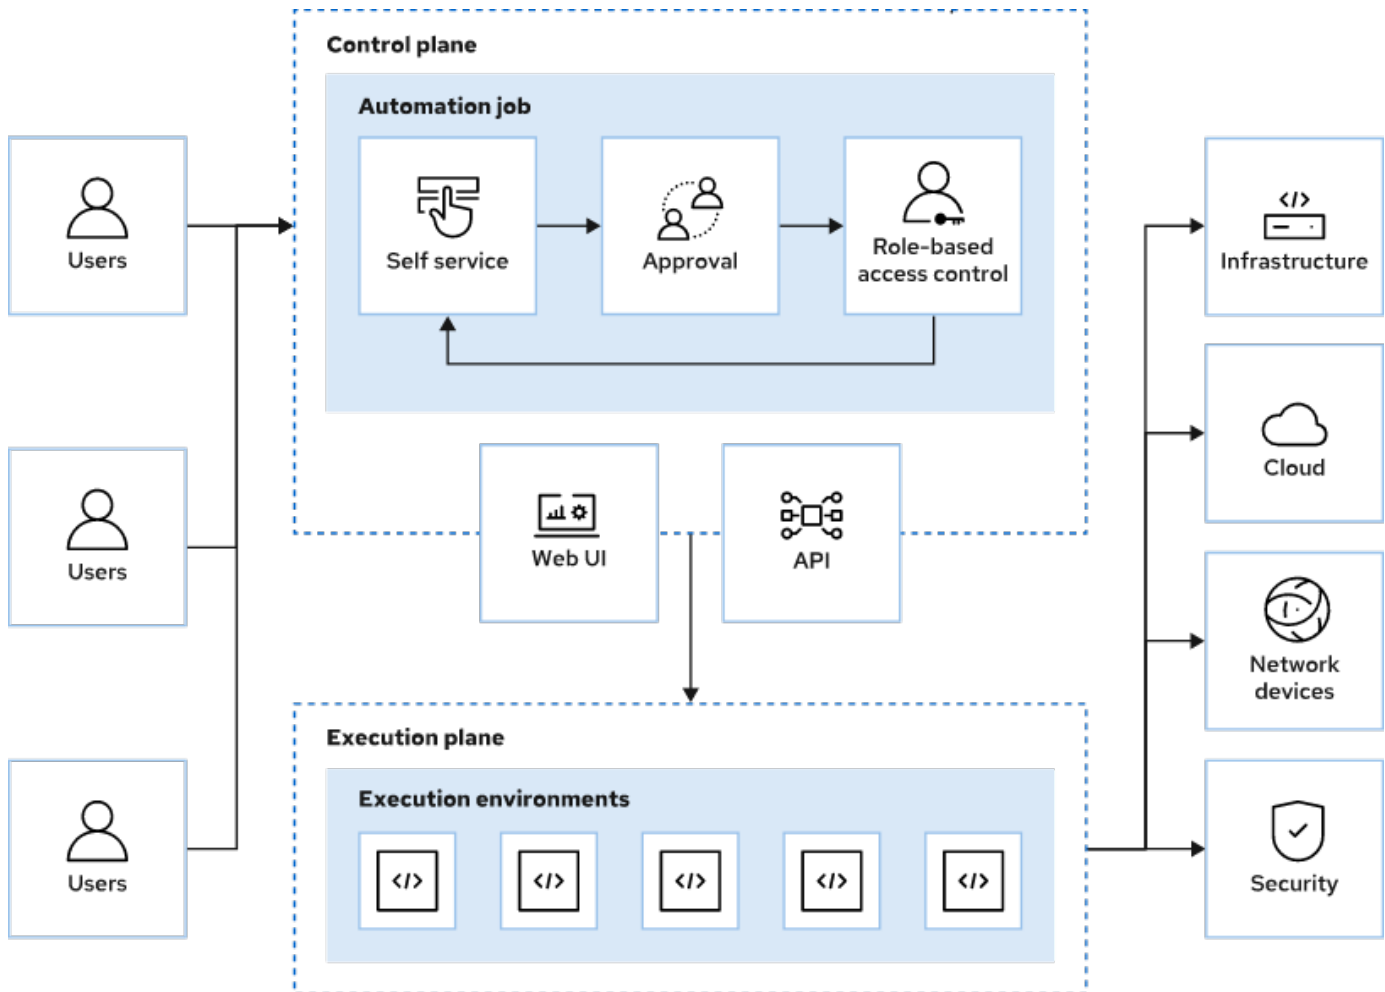 Control plane
Automation job
Users
Self service
Approval
Role-based
access control
Infrastructure
Cloud
Users
Web UI
API
Network
devices
Execution plane
Execution environments
Users
</>
</>
</>
</>
</>
Security